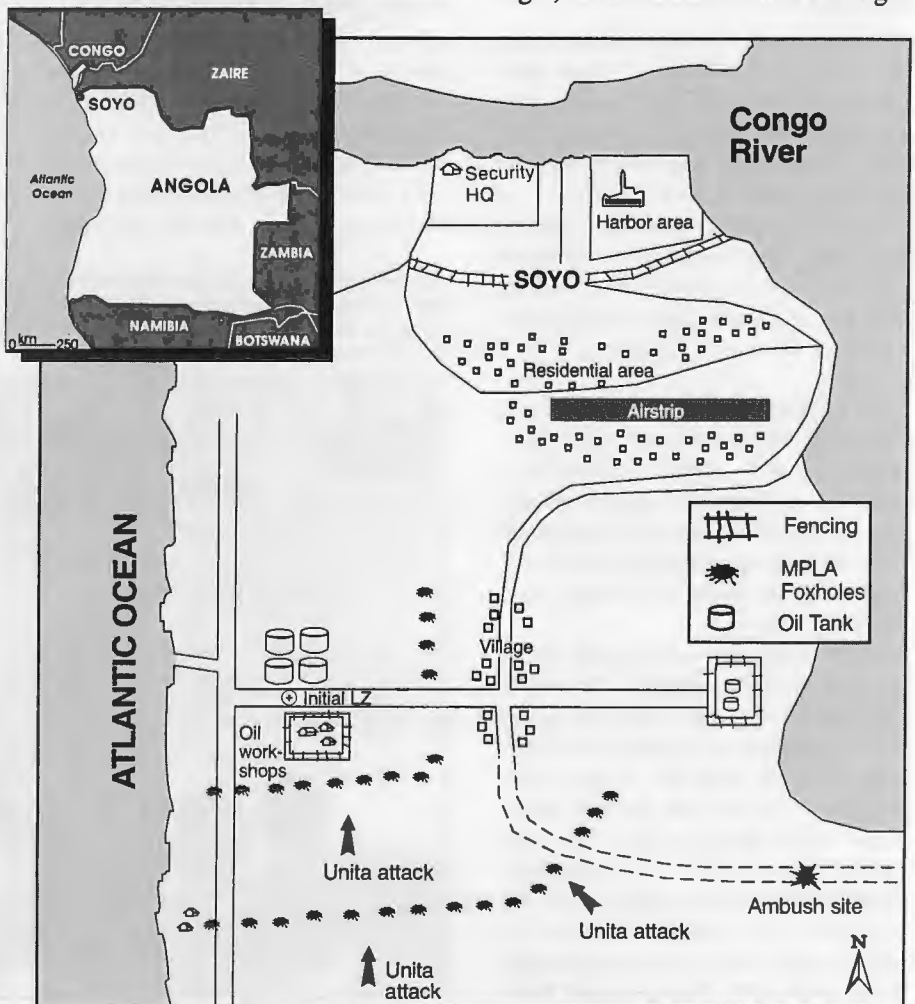 CONGO
ZAIRE
SOYO
Atlantic
Ocean
ANGOLA
ZAMBIA
NAMIBIA
BOTSWANA
0 km 250
Congo
River
Security
HQ
Harbor area
SOYO
Residential area
Airstrip
Fencing
MPLA
Foxholes
Oil Tank
ATLANTIC OCEAN
Village
Initial LZ
Oil
work-
shops
Unita attack
Ambush site
Unita attack
Unita
attack
N